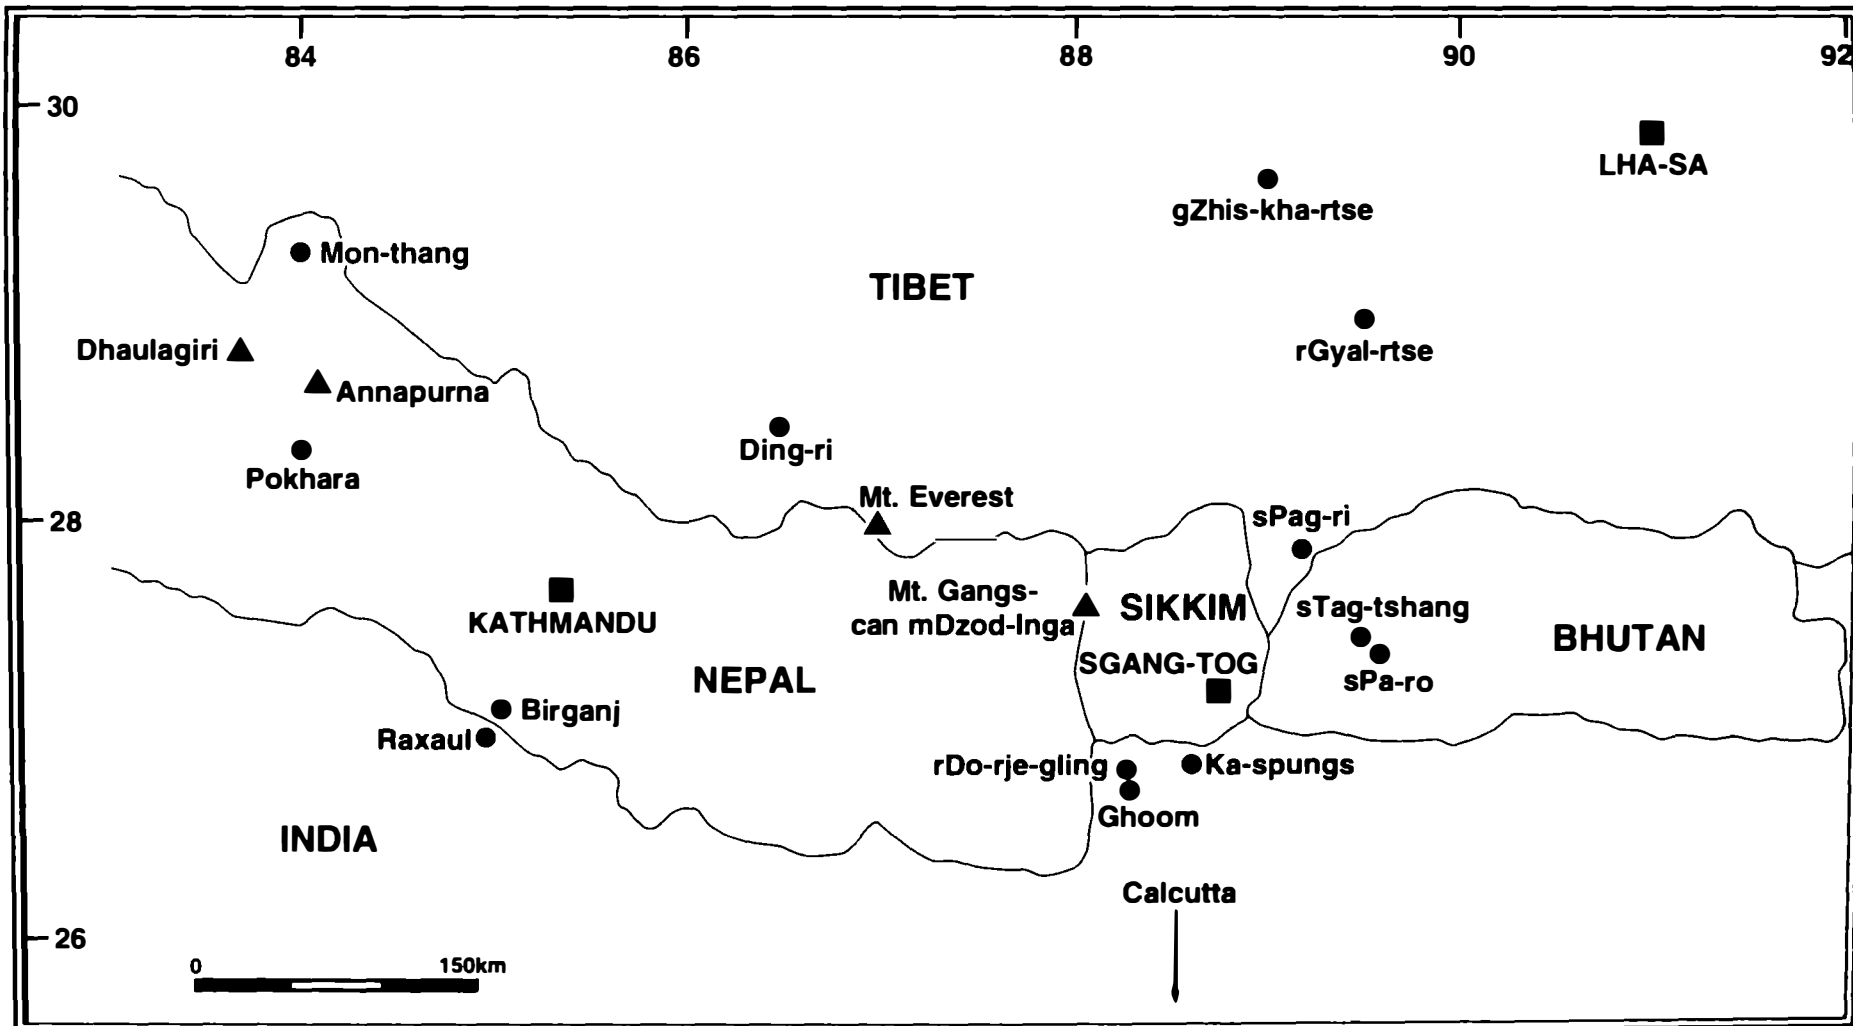 84
86
88
90
92
30
LHA-SA
gZhis-kha-rtse
Mon-thang
TIBET
Dhaulagiri
rGyal-rtse
Annapurna
Ding-ri
Pokhara
Mt. Everest
28
sPag-ri
Mt. Gangs-
can mDzod-lnga
SIKKIM
sTag-tshang
KATHMANDU
BHUTAN
SGANG-TOG
NEPAL
sPa-ro
Birganj
Raxaul
rDo-rje-gling
Ka-spungs
Ghoom
INDIA
Calcutta
26
0
150km